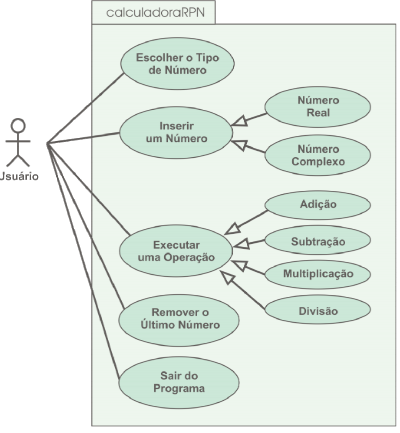 calculadoraRPN
Escolher o Tipo
de Número
Usuário
Inserir
um Número
Número
Real
Número
Complexo
Executar
uma Operação
Adição
Subtração
Multiplicação
Divisão
Remover o
Último Número
Sair do
Programa